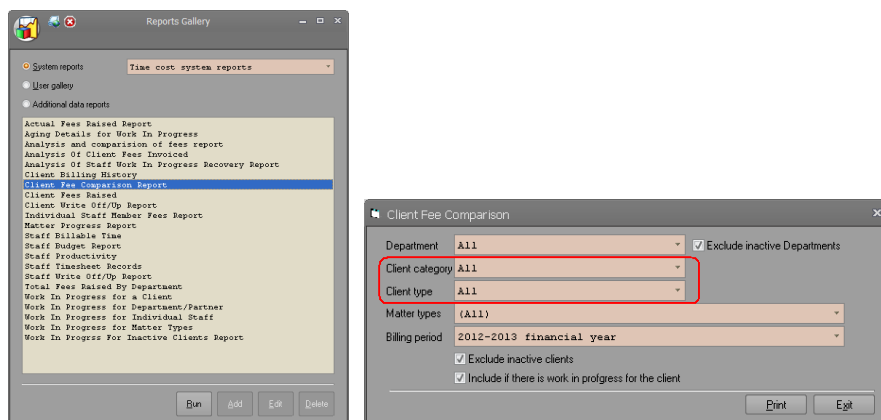 Reports Gallery
System reports
Time cost system reports
User gallery
Additional data reports
Actual Fees Raised Report
Aging Details for Work In Progress
Analysis and comparision of fees report
Analysis Of Client Fees Invoiced
Analysis Of Staff Work In Progress Recovery Report
Client Billing History
Client Fee Comparison Report
Client Fees Raised
Client Write Off/Up Report
Individual Staff Member Fees Report
Matter Progress Report
Staff Billable Time
Staff Budget Report
Staff Productivity
Staff Timesheet Records
Staff Write Off/Up Report
Total Fees Raised By Department
Work In Progress for a Client
Work In Progress for Department/Partner
Work In Progress for Individual Staff
Work In Progress for Matter Types
Work In Progrss For Inactive Clients Report
Run Add Edit Delete
Client Fee Comparison
Department All Exclude inactive Departments
Client category All
Client type All
Matter types (All)
Billing period 2012-2013 financial year
Exclude inactive clients
Include if there is work in profgress for the client
Print Exit